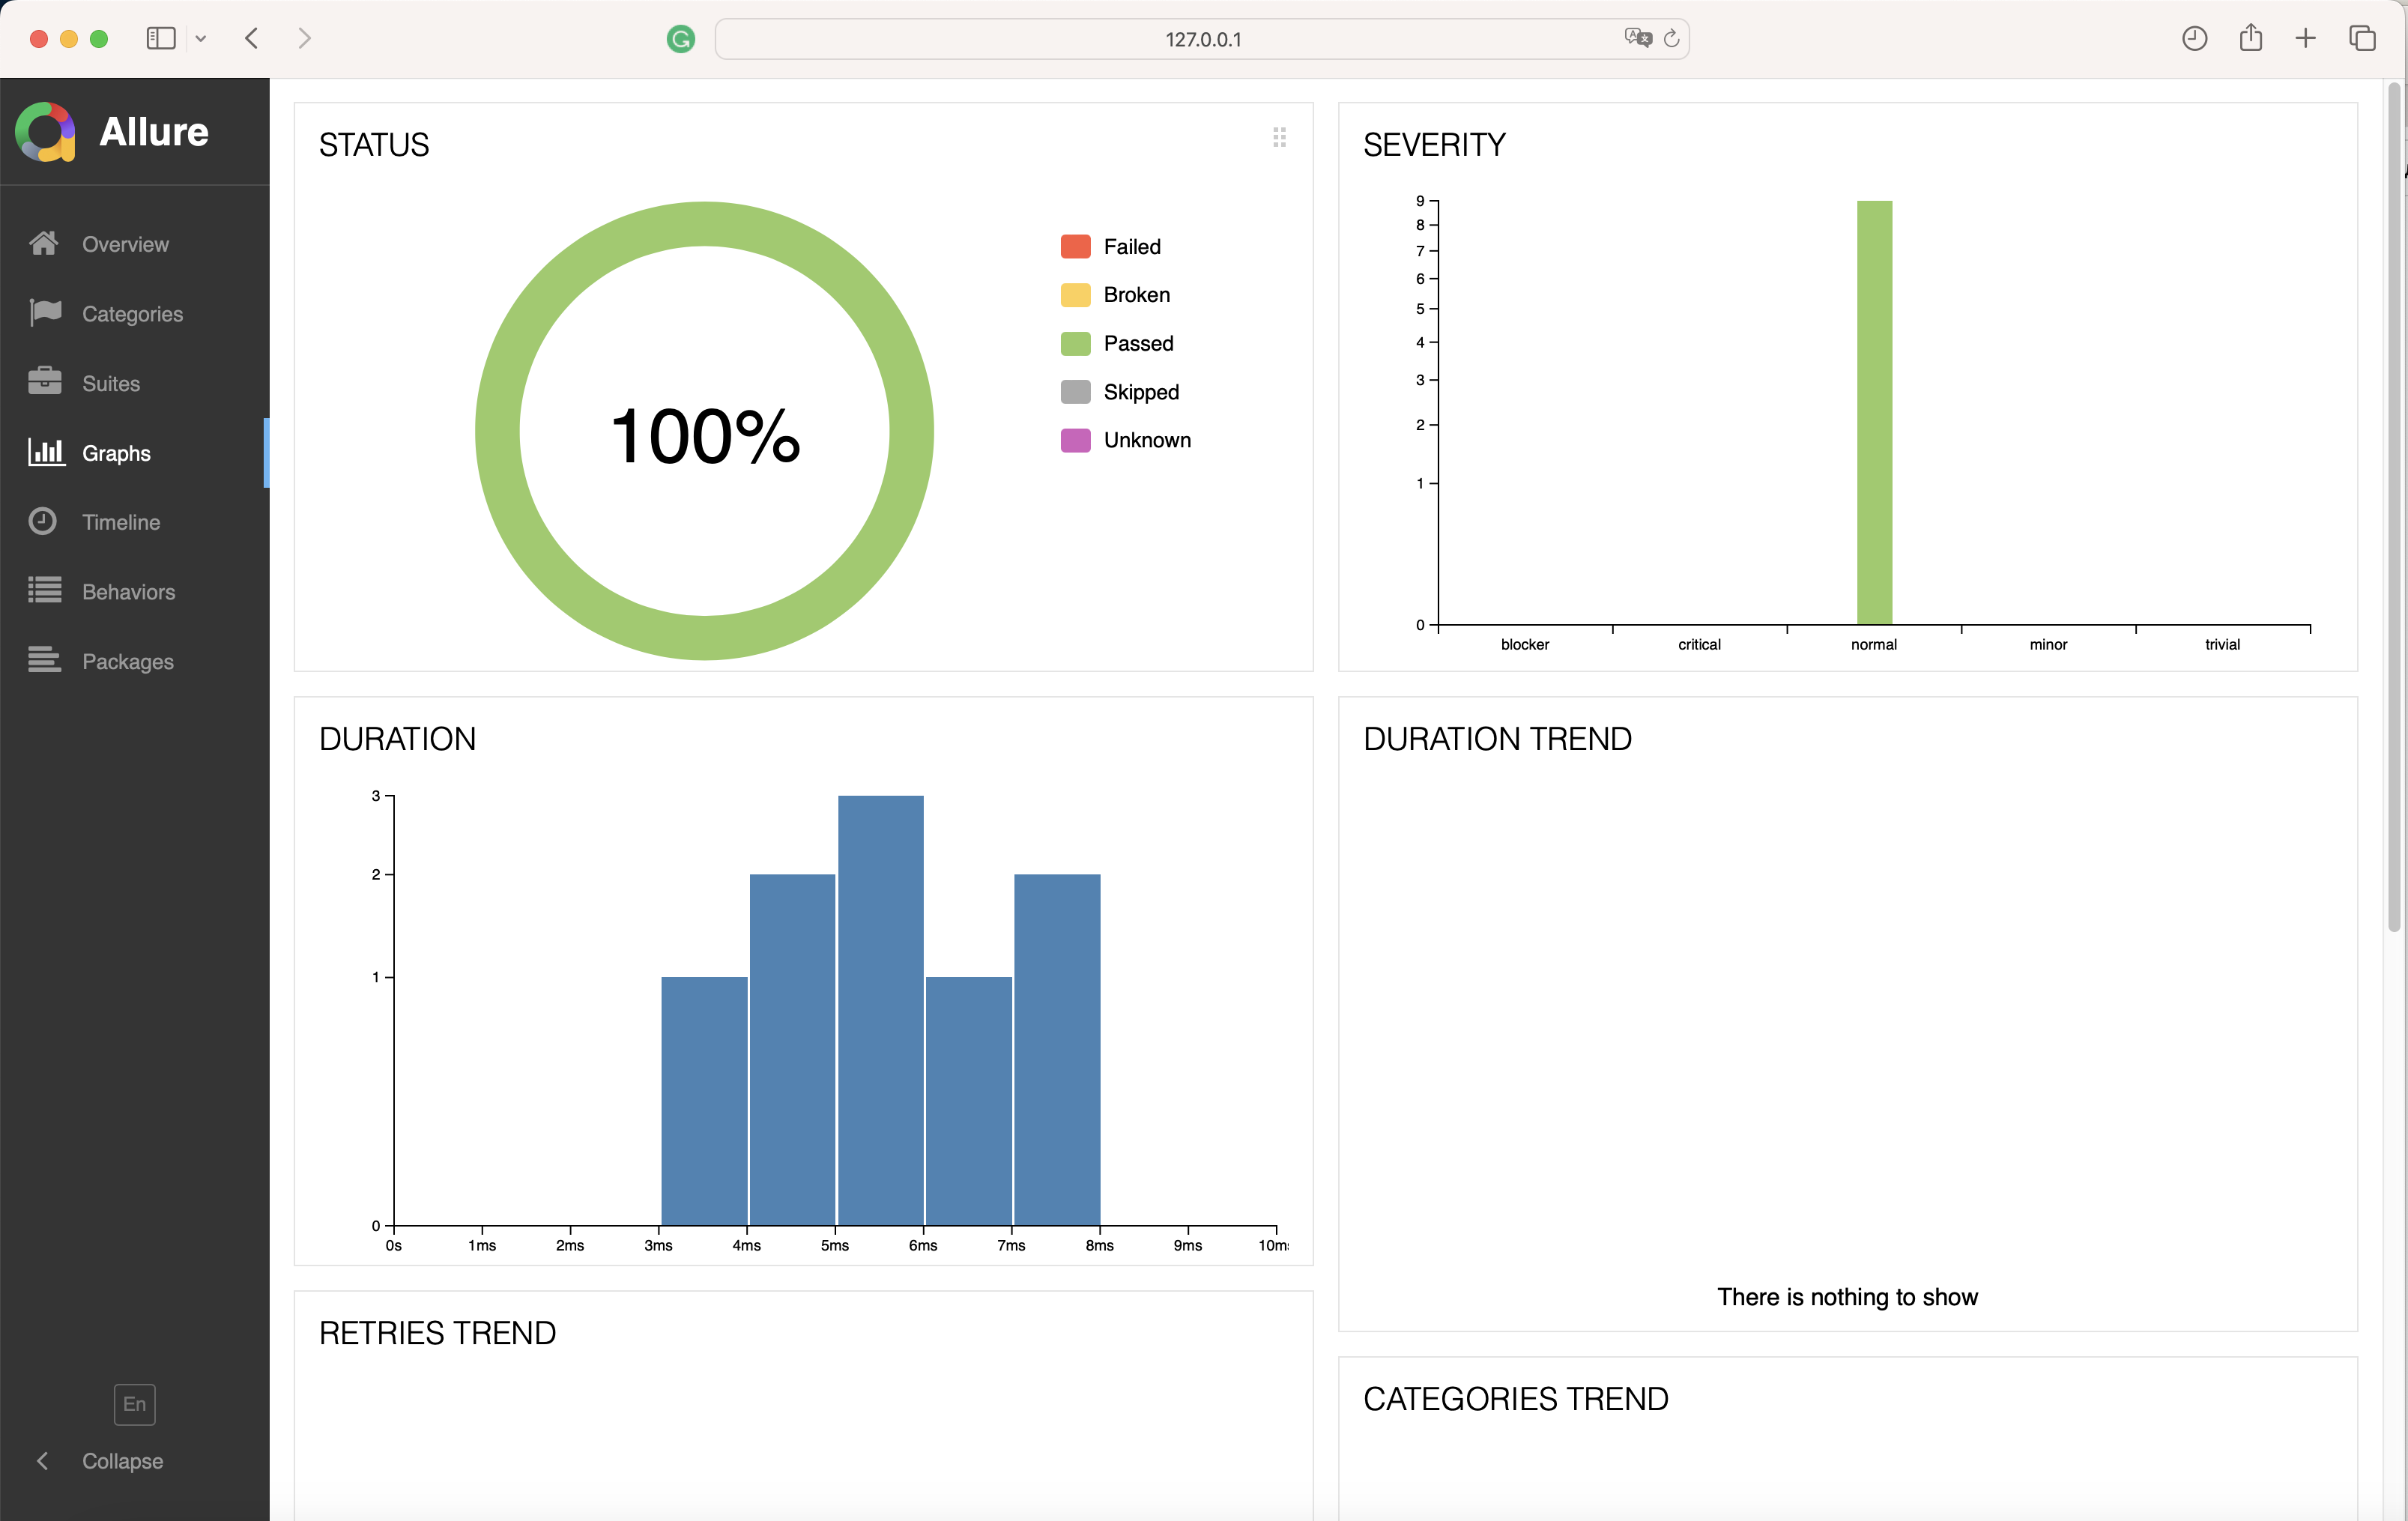 127.0.0.1
Allure
Overview
Categories
Suites
Graphs
Timeline
Behaviors
Packages
En
Collapse
STATUS
100%
Failed
Broken
Passed
Skipped
Unknown
SEVERITY
9
8
7
6
5
4
3
2
1
0
blocker critical normal minor trivial
DURATION
3
2
1
0
0s 1ms 2ms 3ms 4ms 5ms 6ms 7ms 8ms 9ms 10m
DURATION TREND
There is nothing to show
RETRIES TREND
CATEGORIES TREND